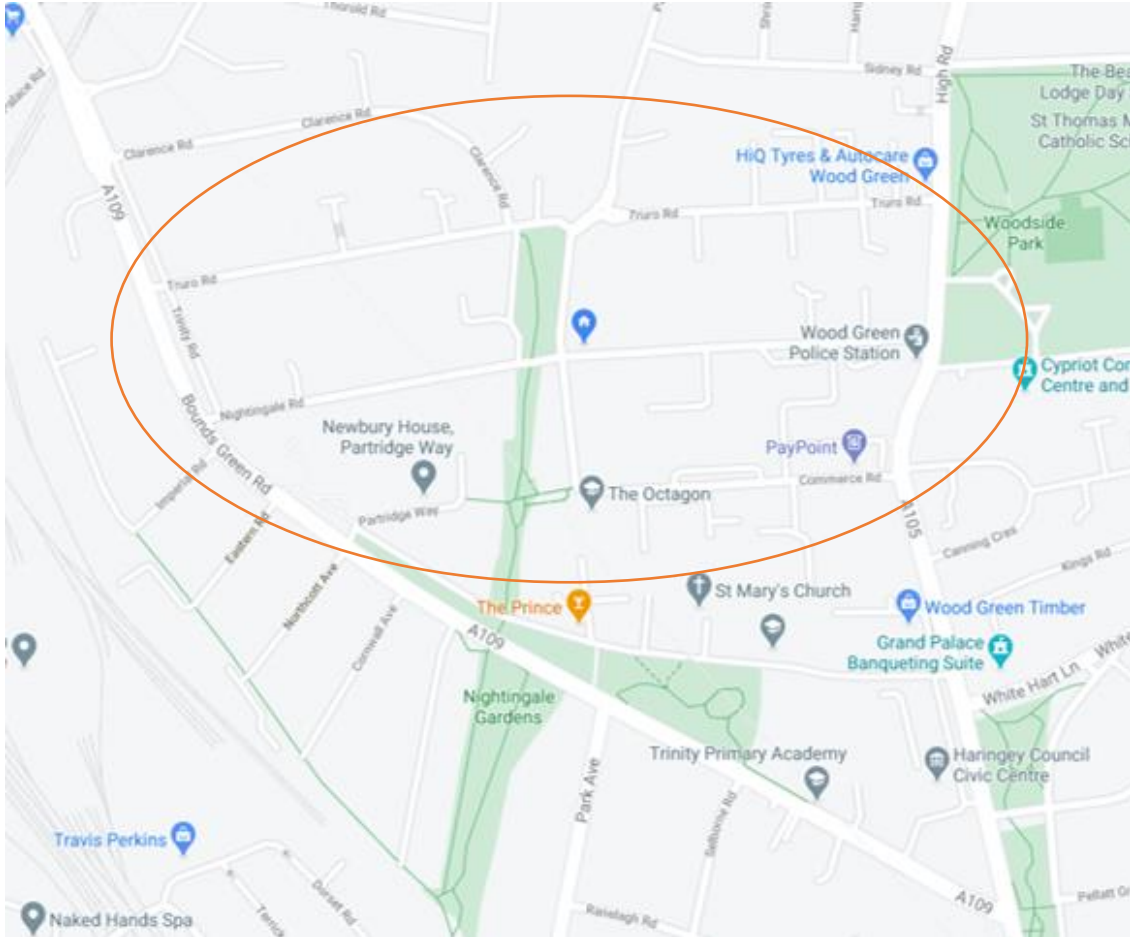 Thorold Rd
Sidney Rd
High Rd
The Bea
Lodge Day
St Thomas M
Catholic Sc
Clarence Rd
Clarence Rd
Clarence Rd
HiQ Tyres & Autocare
Wood Green
A109
Truro Rd
Truro Rd
Woodside
Park
Truro Rd
Trinity Rd
Wood Green
Police Station
Cypriot Co
Centre and
Nightingale Rd
Bounds Green Rd
Newbury House,
Partridge Way
PayPoint
Imperial Rd
The Octagon
Commerce Rd
Partridge Way
Eastern Rd
A105
Canning Cres
Kings Rd
Northcott Ave
St Mary's Church
The Prince
Wood Green Timber
Cornwall Ave
A109
Grand Palace
Banqueting Suite
White
White Hart Ln
Nightingale
Gardens
Trinity Primary Academy
Haringey Council
Civic Centre
Park Ave
Selborne Rd
Travis Perkins
Dorset Rd
A109
Pellatt G
Ranelagh Rd
Naked Hands Spa